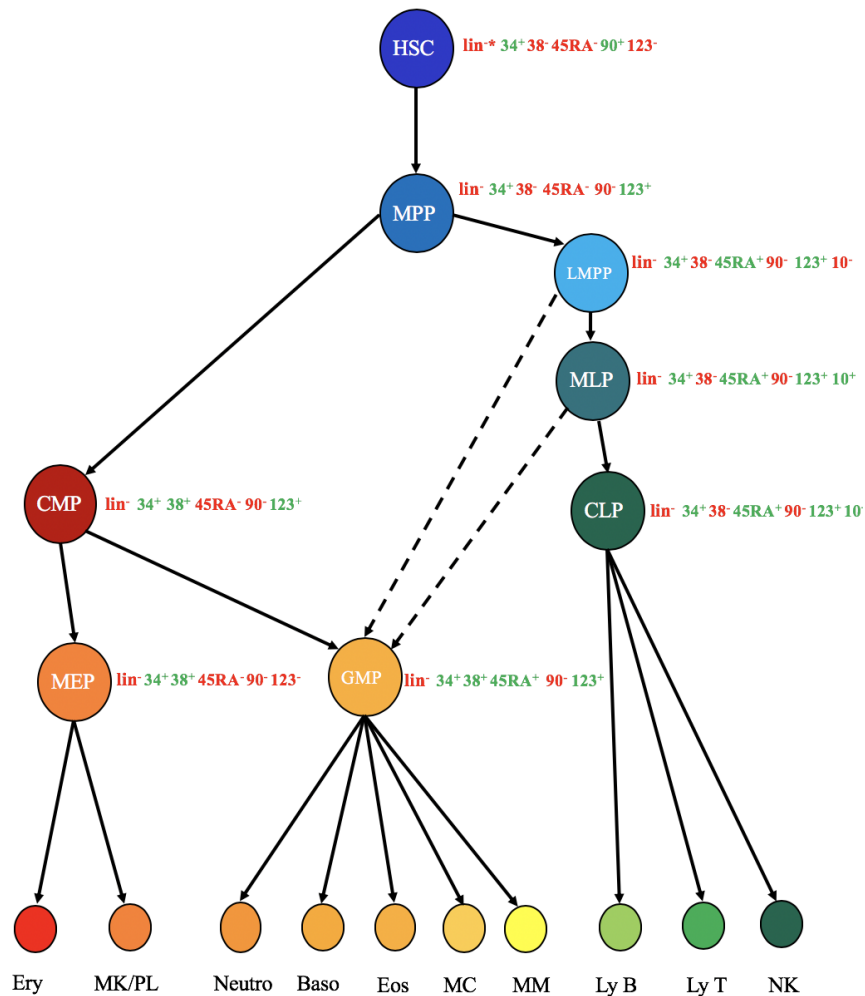 HSC lin⁻* 34⁺ 38⁻ 45RA⁻ 90⁺ 123⁻
MPP lin⁻ 34⁺ 38⁻ 45RA⁻ 90⁻ 123⁺
LMPP lin⁻ 34⁺ 38⁻ 45RA⁺ 90⁻ 123⁺ 10⁻
MLP lin⁻ 34⁺ 38⁻ 45RA⁺ 90⁻ 123⁺ 10⁺
CMP lin⁻ 34⁺ 38⁺ 45RA⁻ 90⁻ 123⁺
CLP lin⁻ 34⁺ 38⁻ 45RA⁺ 90⁻ 123⁺ 10
MEP lin⁻ 34⁺ 38⁺ 45RA⁻ 90⁻ 123⁻
GMP lin⁻ 34⁺ 38⁺ 45RA⁺ 90⁻ 123⁺
Ery MK/PL Neutro Baso Eos MC MM Ly B Ly T NK